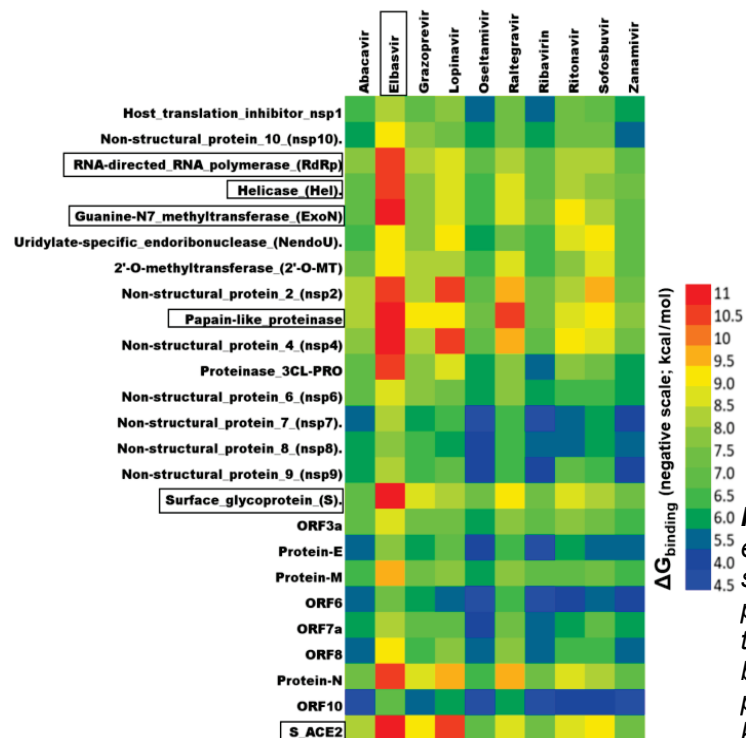 Abacavir
Elbasvir
Grazoprevir
Lopinavir
Oseltamivir
Raltegravir
Ribavirin
Ritonavir
Sofosbuvir
Zanamivir
Host_translation_inhibitor_nsp1
Non-structural_protein_10_(nsp10).
RNA-directed_RNA_polymerase_(RdRp)
Helicase_(Hel).
Guanine-N7_methyltransferase_(ExoN)
Uridylate-specific_endoribonuclease_(NendoU).
2'-O-methyltransferase_(2'-O-MT)
Non-structural_protein_2_(nsp2)
Papain-like_proteinase
Non-structural_protein_4_(nsp4)
Proteinase_3CL-PRO
Non-structural_protein_6_(nsp6)
Non-structural_protein_7_(nsp7).
Non-structural_protein_8_(nsp8).
Non-structural_protein_9_(nsp9)
Surface_glycoprotein_(S).
ORF3a
Protein-E
Protein-M
ORF6
ORF7a
ORF8
Protein-N
ORF10
S_ACE2
ΔGbinding (negative scale; kcal/mol)
11
10.5
10
9.5
9.0
8.5
8.0
7.5
7.0
6.5
6.0
5.5
5.0
4.5